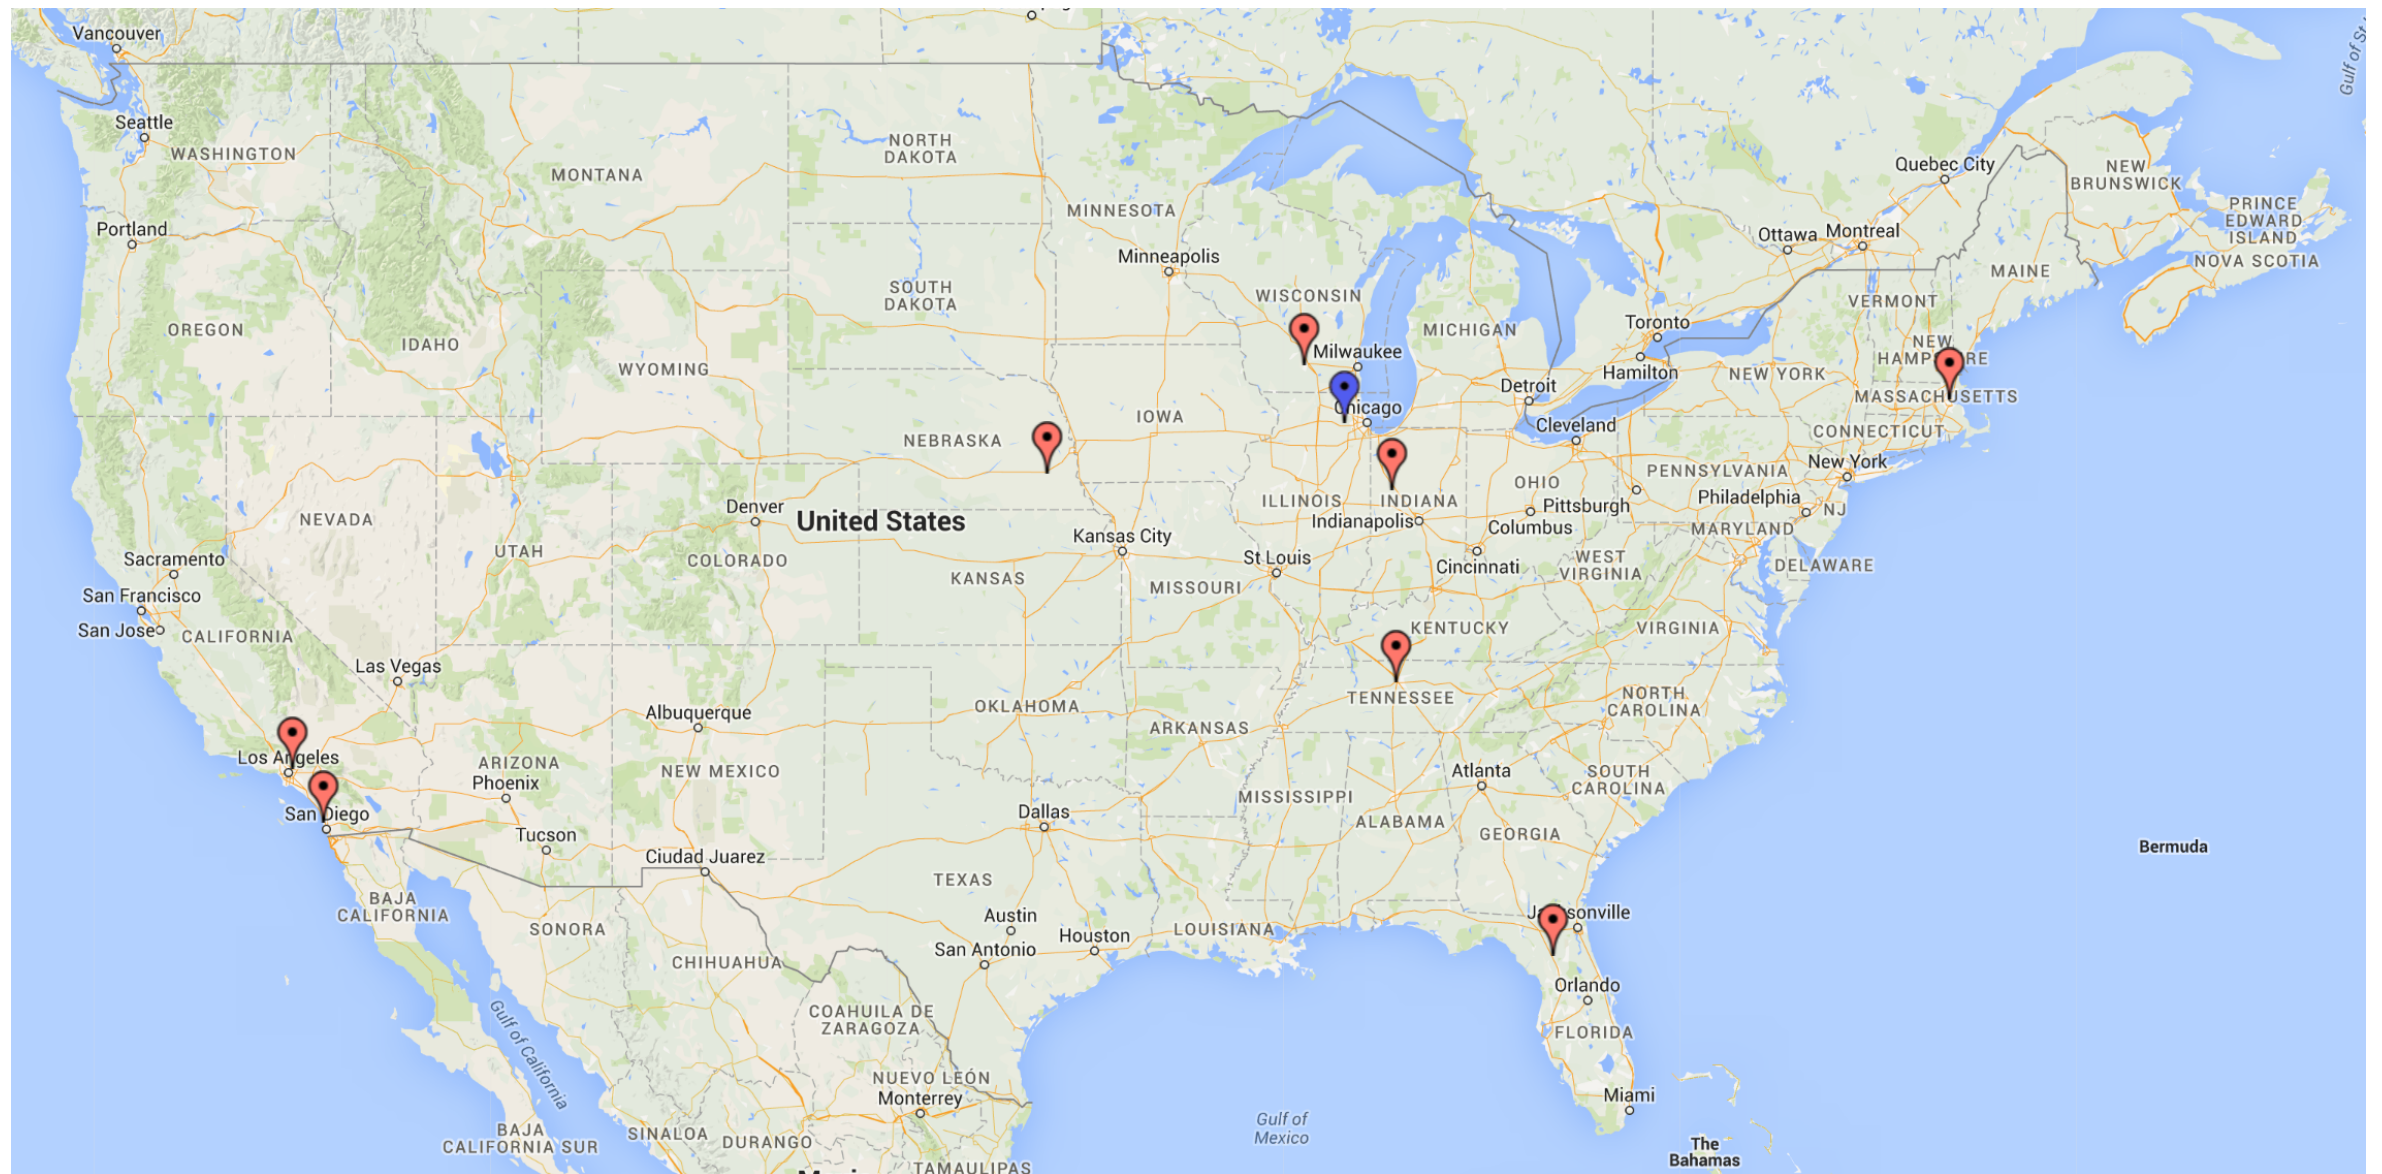 Vancouver
Seattle
WASHINGTON
Portland
OREGON
IDAHO
MONTANA
NORTH
DAKOTA
SOUTH
DAKOTA
WYOMING
MINNESOTA
Minneapolis
WISCONSIN
Milwaukee
Chicago
MICHIGAN
Detroit
Toronto
Hamilton
Ottawa
Montreal
Quebec City
NEW
BRUNSWICK
PRINCE
EDWARD
ISLAND
NOVA SCOTIA
MAINE
VERMONT
NEW
MASSACHUSETTS
CONNECTICUT
NEW YORK
New York
PENNSYLVANIA
Philadelphia
NJ
MARYLAND
DELAWARE
Cleveland
OHIO
Pittsburgh
Columbus
Cincinnati
WEST
VIRGINIA
VIRGINIA
NEBRASKA
IOWA
ILLINOIS
INDIANA
Indianapolis
United States
Denver
COLORADO
UTAH
NEVADA
Sacramento
San Francisco
San Jose
CALIFORNIA
Las Vegas
Los Angeles
San Diego
ARIZONA
Phoenix
Tucson
Albuquerque
NEW MEXICO
Ciudad Juarez
KANSAS
Kansas City
MISSOURI
St Louis
KENTUCKY
TENNESSEE
NORTH
CAROLINA
SOUTH
CAROLINA
OKLAHOMA
ARKANSAS
MISSISSIPPI
ALABAMA
Atlanta
GEORGIA
Dallas
TEXAS
Austin
San Antonio
Houston
LOUISIANA
Jacksonville
Orlando
FLORIDA
Miami
Bermuda
The
Bahamas
Gulf of
Mexico
BAJA
CALIFORNIA
SONORA
CHIHUAHUA
COAHUILA DE
ZARAGOZA
NUEVO LEÓN
Monterrey
Gulf of California
BAJA
CALIFORNIA SUR
SINALOA
DURANGO
TAMAULIPAS
Gulf of